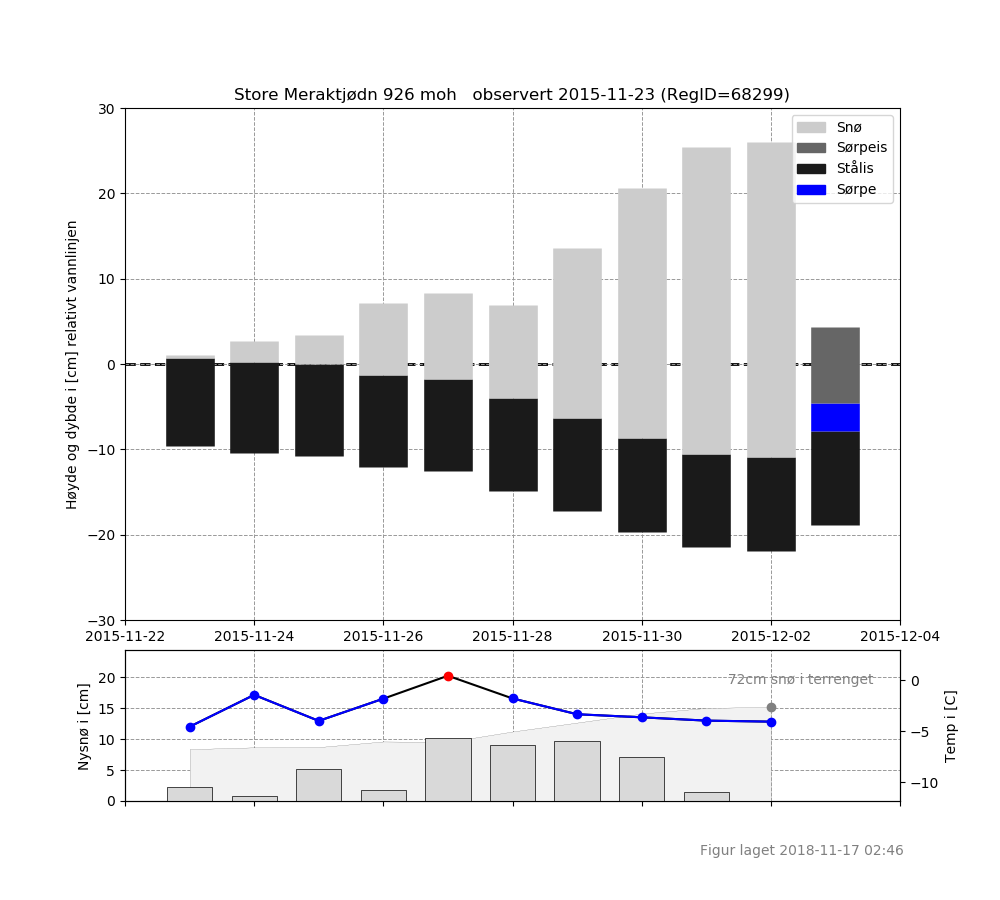 Store Meraktjødn 926 moh   observert 2015-11-23 (RegID=68299)
Høyde og dybde i [cm] relativt vannlinjen
30
20
10
0
−10
−20
−30
Snø
Sørpeis
Stålis
Sørpe
2015-11-22 2015-11-24 2015-11-26 2015-11-28 2015-11-30 2015-12-02 2015-12-04
Nysnø i [cm]
20
15
10
5
0
72cm snø i terrenget
0
−5
−10
Temp i [C]
Figur laget 2018-11-17 02:46